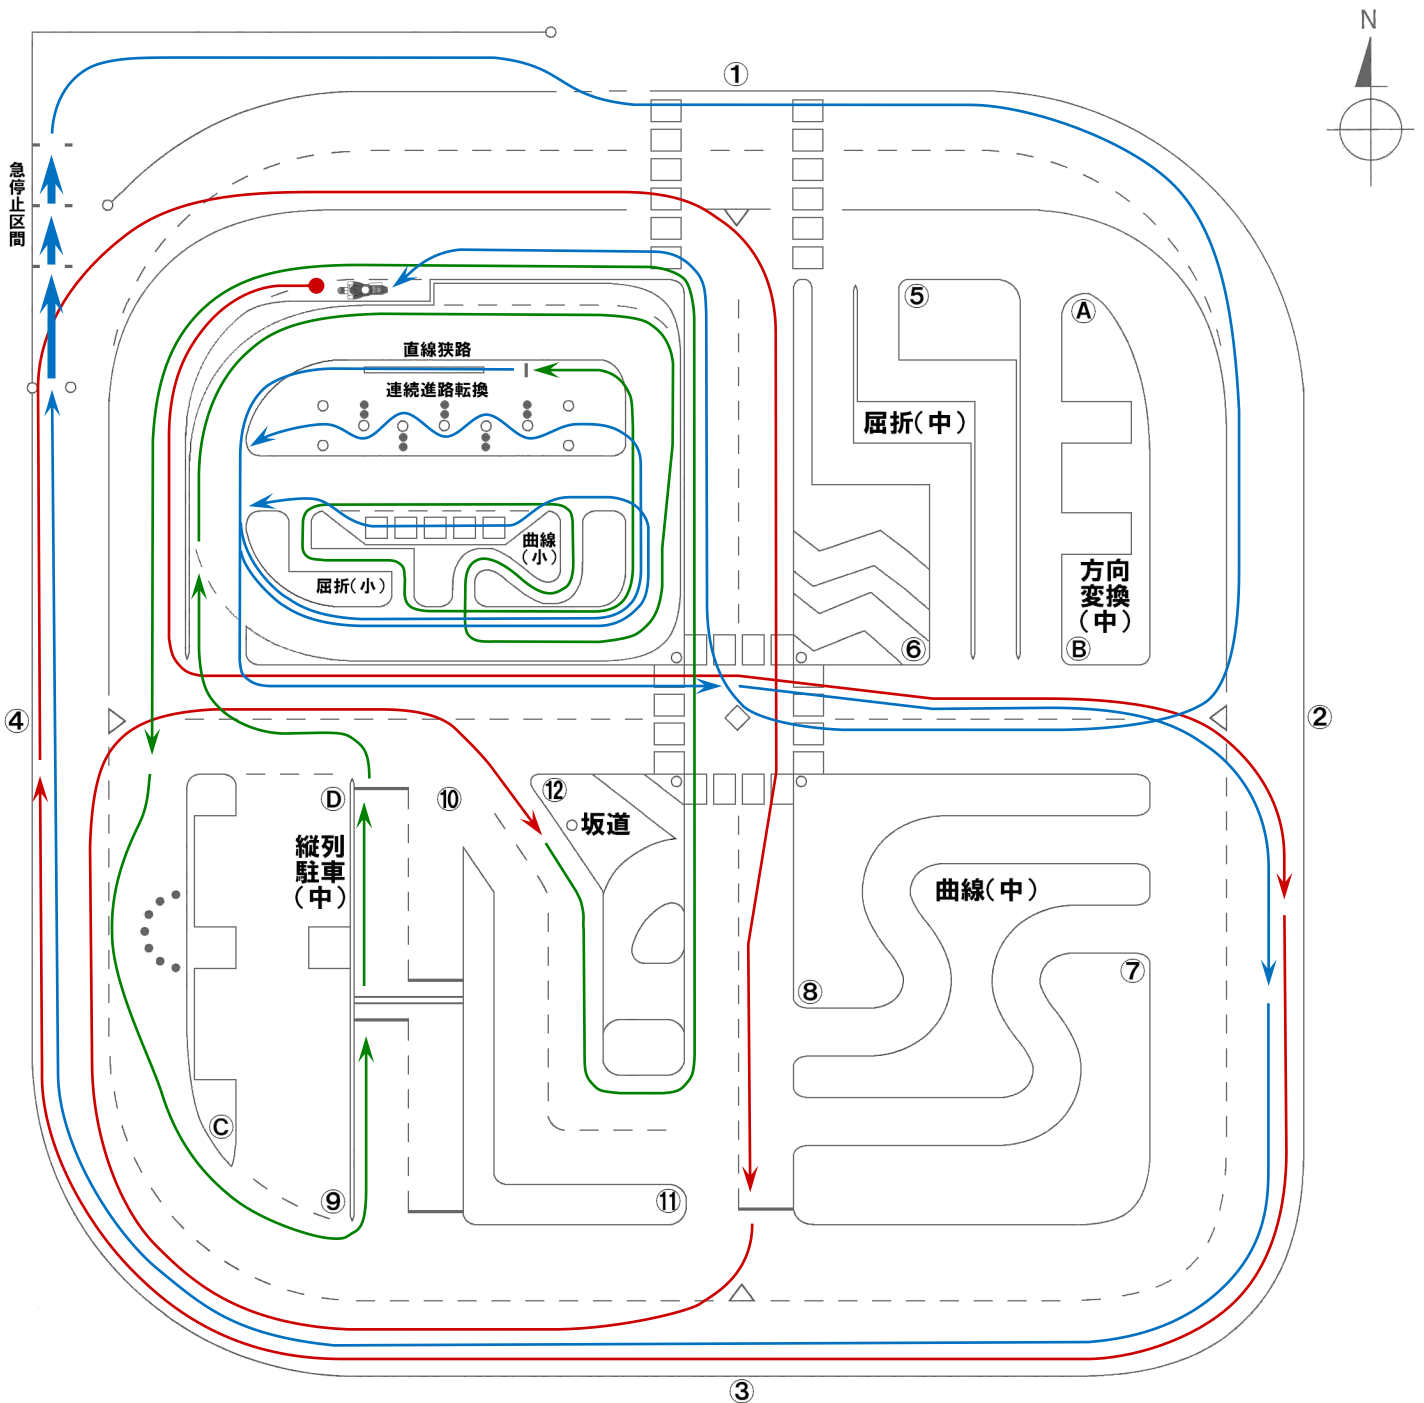 N
①
急停止区間
直線狭路
連続進路転換
⑤
Ⓐ
屈折(中)
曲線
(小)
屈折(小)
方向
変換
(中)
⑥
Ⓑ
④
②
Ⓓ
⑩
⑫
坂道
縦列
駐車
(中)
曲線(中)
⑧
⑦
Ⓒ
⑨
⑪
③